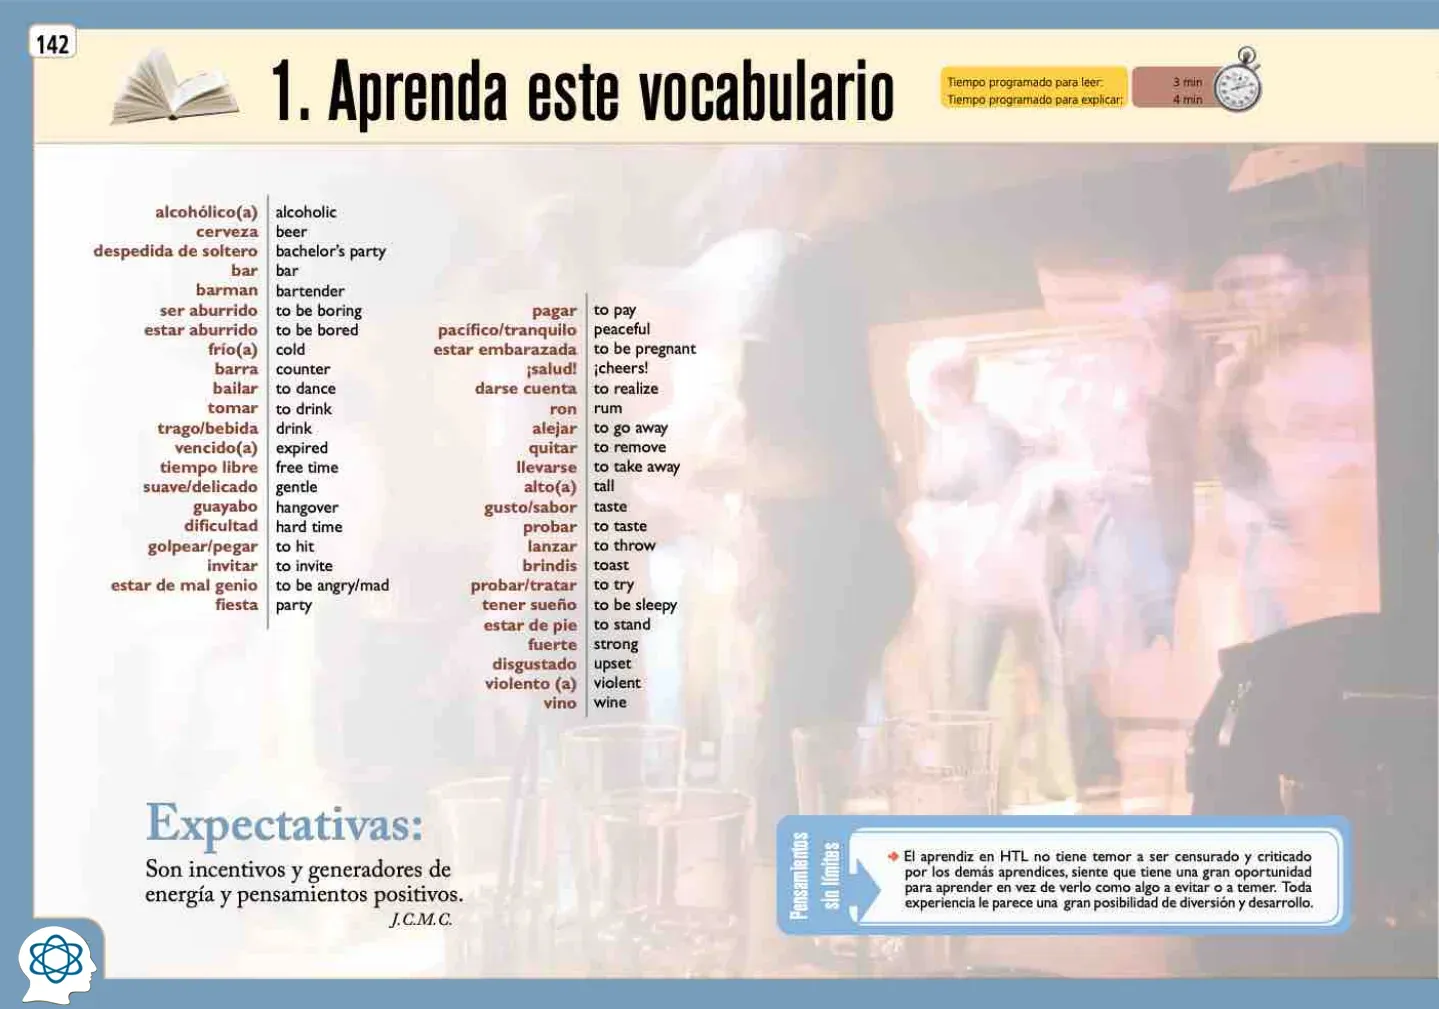 142
1. Aprenda este vocabulario
Tiempo programado para leer: 3 min
Tiempo programado para explicar: 4 min
alcohólico(a) alcoholic
cerveza beer
despedida de soltero bachelor's party
bar bar
barman bartender
ser aburrido to be boring
estar aburrido to be bored
frío(a) cold
barra counter
bailar to dance
tomar to drink
trago/bebida drink
vencido(a) expired
tiempo libre free time
suave/delicado gentle
guayabo hangover
dificultad hard time
golpear/pegar to hit
invitar to invite
estar de mal genio to be angry/mad
fiesta party
pagar to pay
pacífico/tranquilo peaceful
estar embarazada to be pregnant
¡salud! ¡cheers!
darse cuenta to realize
ron rum
alejar to go away
quitar to remove
llevarse to take away
alto(a) tall
gusto/sabor taste
probar to taste
lanzar to throw
brindis toast
probar/tratar to try
tener sueño to be sleepy
estar de pie to stand
fuerte strong
disgustado upset
violento (a) violent
vino wine
Expectativas:
Son incentivos y generadores de
energía y pensamientos positivos.
J.C.M.C.
Pensamientos
sin límites
El aprendiz en HTL no tiene temor a ser censurado y criticado
por los demás aprendices, siente que tiene una gran oportunidad
para aprender en vez de verlo como algo a evitar o a temer. Toda
experiencia le parece una gran posibilidad de diversión y desarrollo.